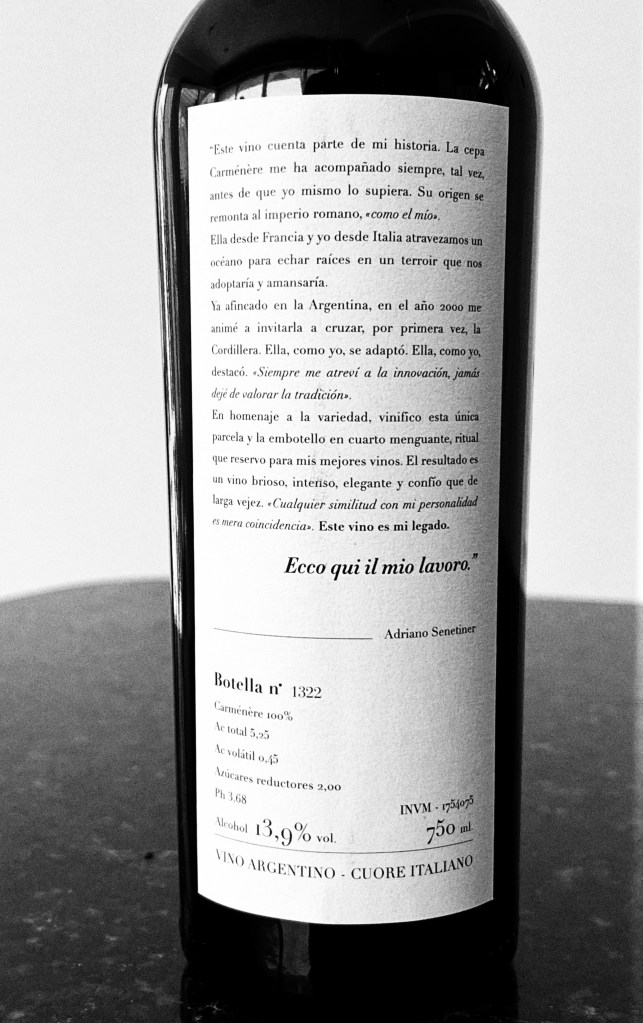 "Este vino cuenta parte de mi historia. La cepa
Carménère me ha acompañado siempre, tal vez,
antes de que yo mismo lo supiera. Su origen se
remonta al imperio romano, «como el mío».
Ella desde Francia y yo desde Italia atravezamos un
océano para echar raíces en un terroir que nos
adoptaría y amansaría.
Ya afincado en la Argentina, en el año 2000 me
animé a invitarla a cruzar, por primera vez, la
Cordillera. Ella, como yo, se adaptó. Ella, como yo,
destacó. «Siempre me atreví a la innovación, jamás
dejé de valorar la tradición».
En homenaje a la variedad, vinifico esta única
parcela y la embotello en cuarto menguante, ritual
que reservo para mis mejores vinos. El resultado es
un vino brioso, intenso, elegante y confío que de
larga vejez. «Cualquier similitud con mi personalidad
es mera coincidencia». Este vino es mi legado.
Ecco qui il mio lavoro."
Adriano Senetiner
Botella n° 1322
Carménère 100%
Ac total 5,25
Ac volátil 0,45
Azúcares reductores 2,00
Ph 3,68
INVM - 1754075
Alcohol 13,9% vol.
750 ml.
VINO ARGENTINO - CUORE ITALIANO